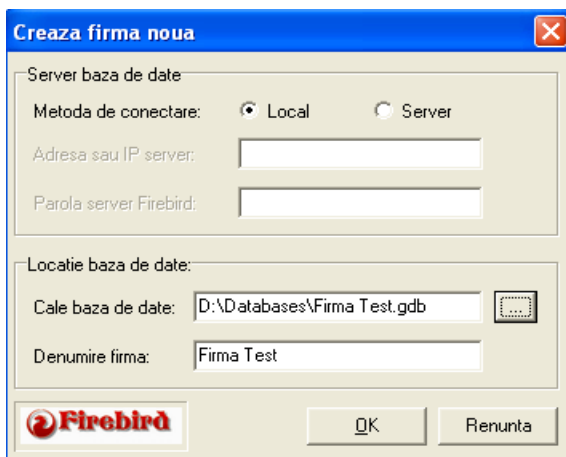 Creaza firma noua
Server baza de date
Metoda de conectare: Local Server
Adresa sau IP server:
Parola server Firebird:
Locatie baza de date:
Cale baza de date: D:\Databases\Firma Test.gdb ...
Denumire firma: Firma Test
Firebird OK Renunta